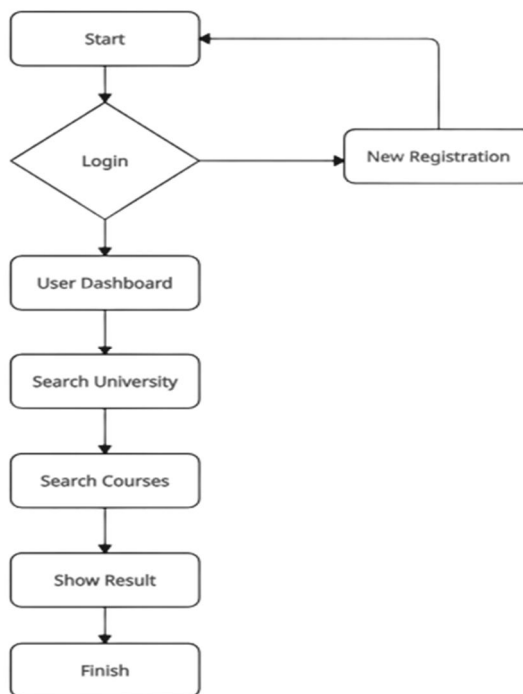 Start
Login
New Registration
User Dashboard
Search University
Search Courses
Show Result
Finish